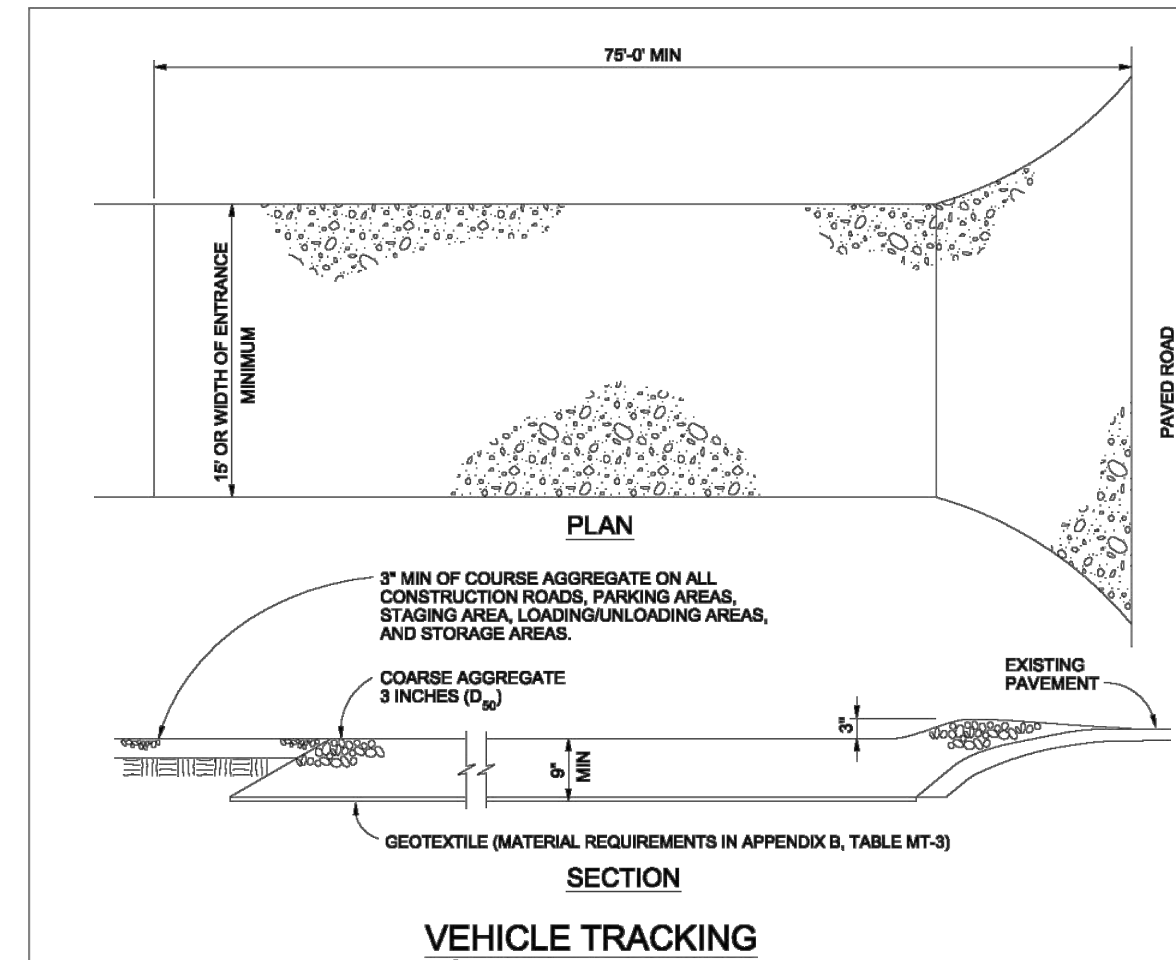 75'-0' MIN
15' OR WIDTH OF ENTRANCE
MINIMUM
PAVED ROAD
PLAN
3" MIN OF COURSE AGGREGATE ON ALL
CONSTRUCTION ROADS, PARKING AREAS,
STAGING AREA, LOADING/UNLOADING AREAS,
AND STORAGE AREAS.
COARSE AGGREGATE
3 INCHES (D50)
EXISTING
PAVEMENT
3"
9"
MIN
GEOTEXTILE (MATERIAL REQUIREMENTS IN APPENDIX B, TABLE MT-3)
SECTION
VEHICLE TRACKING